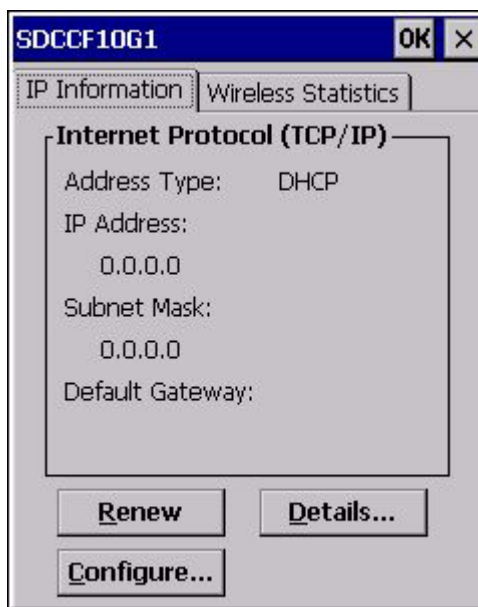 SDCCF10G1 OK ×
IP Information Wireless Statistics
Internet Protocol (TCP/IP)
Address Type: DHCP
IP Address:
0.0.0.0
Subnet Mask:
0.0.0.0
Default Gateway:
Renew Details...
Configure...